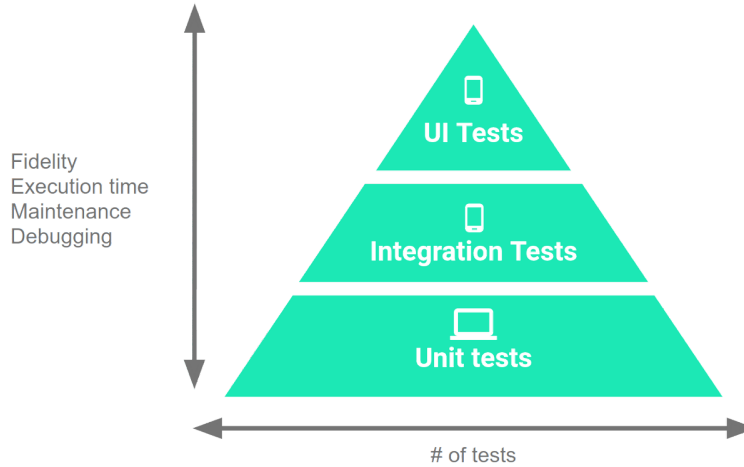 UI Tests
Fidelity
Execution time
Maintenance
Debugging
Integration Tests
Unit tests
# of tests